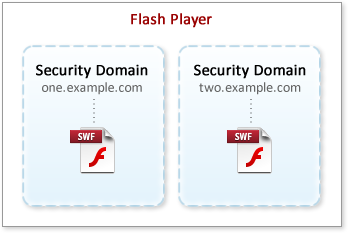 Flash Player
Security Domain
one.example.com
SWF
Security Domain
two.example.com
SWF